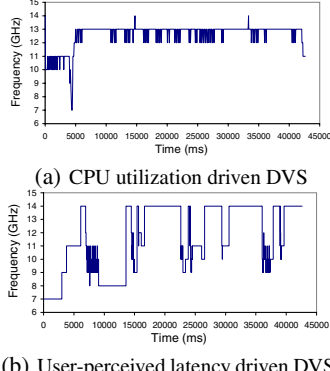 Frequency (GHz)
15
14
13
12
11
10
9
8
7
6
0 5000 10000 15000 20000 25000 30000 35000 40000 45000
Time (ms)
(a) CPU utilization driven DVS
Frequency (GHz)
15
14
13
12
11
10
9
8
7
6
0 5000 10000 15000 20000 25000 30000 35000 40000 45000
Time (ms)
(b) User-perceived latency driven DVS